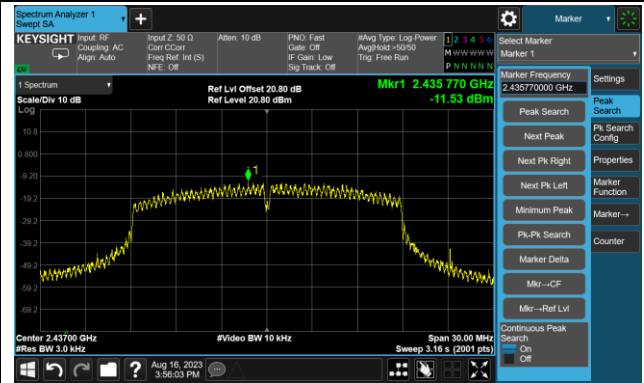 Spectrum Analyzer 1
Swept SA
Marker
KEYSIGHT
Input: RF
Coupling: AC
Align: Auto
Input Z: 50 Ω
Corr CCorr
Freq Ref: Int (S)
NFE: Off
Atten: 10 dB
PNO: Fast
Gate: Off
IF Gain: Low
Sig Track: Off
#Avg Type: Log-Power
Avg|Hold:>50/50
Trig: Free Run
1 2 3 4 5 6
M W W W W W
P N N N N N
Select Marker
Marker 1
1 Spectrum
Scale/Div 10 dB
Log
Ref Lvl Offset 20.80 dB
Ref Level 20.80 dBm
Mkr1 2.435 770 GHz
-11.53 dBm
10.8
0.800
-9.20
-19.2
-29.2
-39.2
-49.2
-59.2
-69.2
1
Center 2.43700 GHz
#Res BW 3.0 kHz
#Video BW 10 kHz
Span 30.00 MHz
Sweep 3.16 s (2001 pts)
Marker Frequency
2.435770000 GHz
Peak Search
Next Peak
Next Pk Right
Next Pk Left
Minimum Peak
Pk-Pk Search
Marker Delta
Mkr→CF
Mkr→Ref Lvl
Continuous Peak
Search
On
Off
Settings
Peak
Search
Pk Search
Config
Properties
Marker
Function
Marker→
Counter
?
Aug 16, 2023
3:56:03 PM